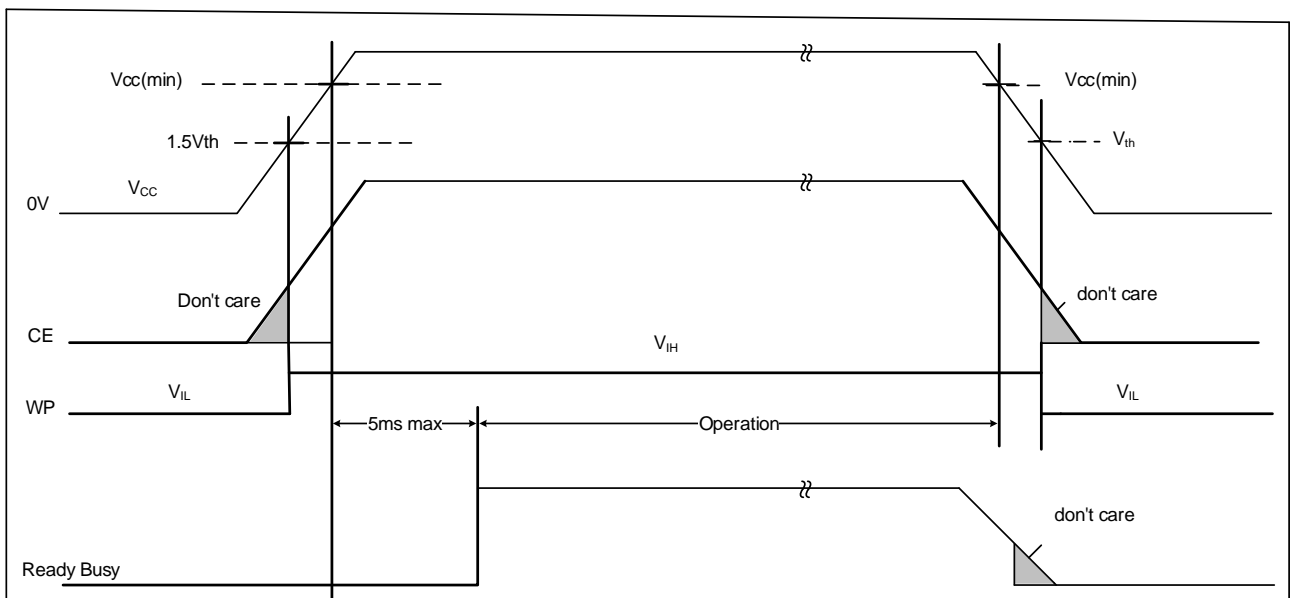 Vcc(min)
Vcc(min)
1.5Vth
Vth
VCC
0V
Don't care
don't care
CE
VIH
VIL
VIL
WP
5ms max
Operation
don't care
Ready Busy